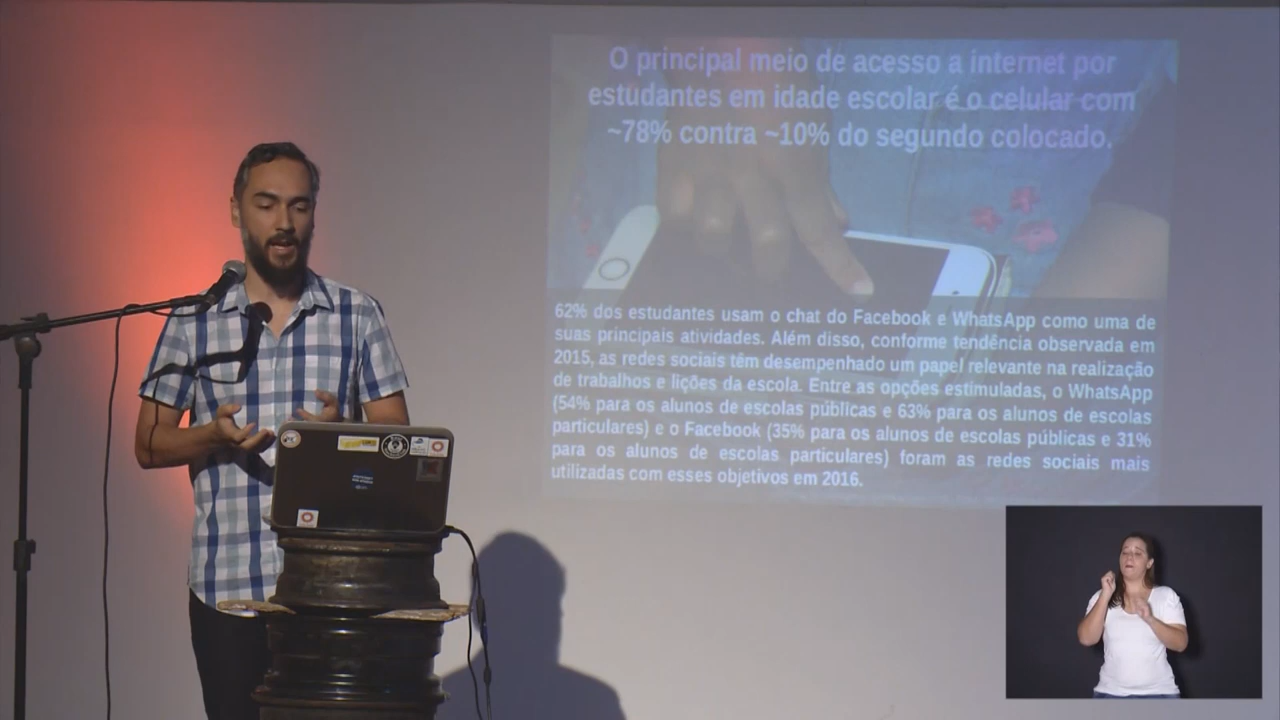 O principal meio de acesso a internet por
estudantes em idade escolar é o celular com
~78% contra ~10% do segundo colocado.
62% dos estudantes usam o chat do Facebook e WhatsApp como uma de
suas principais atividades. Além disso, conforme tendência observada em
2015, as redes sociais têm desempenhado um papel relevante na realização
de trabalhos e lições da escola. Entre as opções estimuladas, o WhatsApp
(54% para os alunos de escolas públicas e 63% para os alunos de escolas
particulares) e o Facebook (35% para os alunos de escolas públicas e 31%
para os alunos de escolas particulares) foram as redes sociais mais
utilizadas com esses objetivos em 2016.